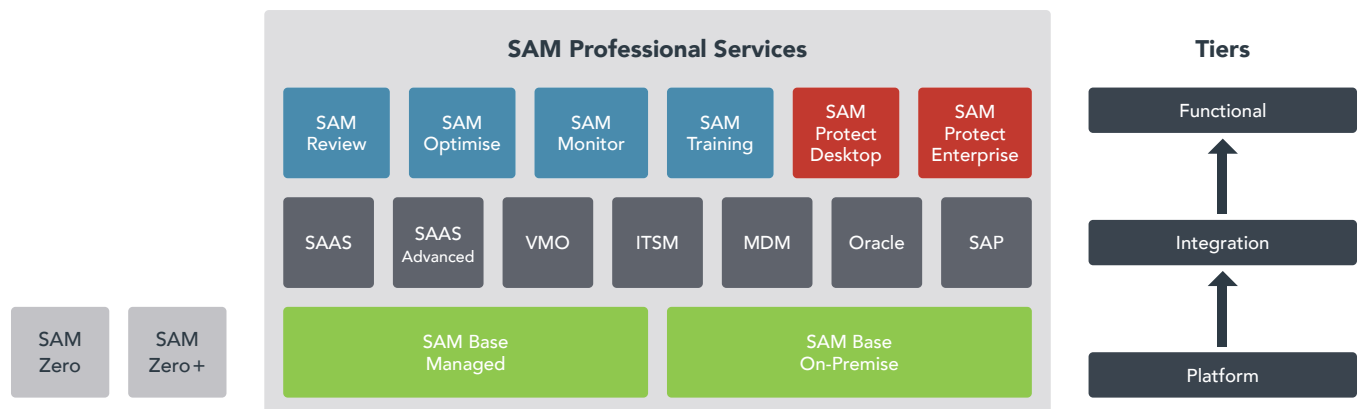 SAM Professional Services
Tiers
SAM
Review
SAM
Optimise
SAM
Monitor
SAM
Training
SAM
Protect
Desktop
SAM
Protect
Enterprise
Functional
SAAS
SAAS
Advanced
VMO
ITSM
MDM
Oracle
SAP
Integration
SAM
Zero
SAM
Zero+
SAM Base
Managed
SAM Base
On-Premise
Platform